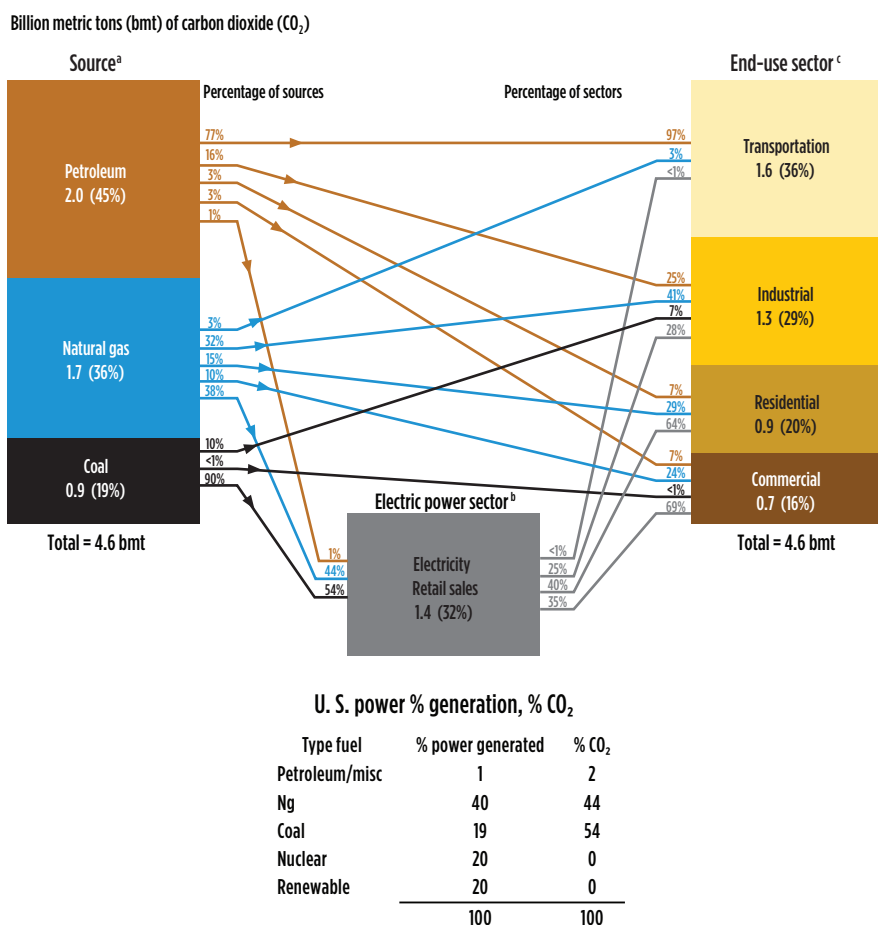 Billion metric tons (bmt) of carbon dioxide (CO₂)
Sourceᵃ
End-use sector ᶜ
Percentage of sources
Percentage of sectors
Petroleum
2.0 (45%)
77%
16%
3%
3%
1%
Natural gas
1.7 (36%)
3%
32%
15%
10%
38%
Coal
0.9 (19%)
10%
<1%
90%
Total = 4.6 bmt
Electric power sector ᵇ
1%
44%
54%
Electricity
Retail sales
1.4 (32%)
<1%
25%
40%
35%
97%
3%
<1%
Transportation
1.6 (36%)
25%
41%
7%
28%
Industrial
1.3 (29%)
7%
29%
64%
Residential
0.9 (20%)
7%
24%
<1%
69%
Commercial
0.7 (16%)
Total = 4.6 bmt
U. S. power % generation, % CO₂
Type fuel % power generated % CO₂
Petroleum/misc 1 2
Ng 40 44
Coal 19 54
Nuclear 20 0
Renewable 20 0
100 100